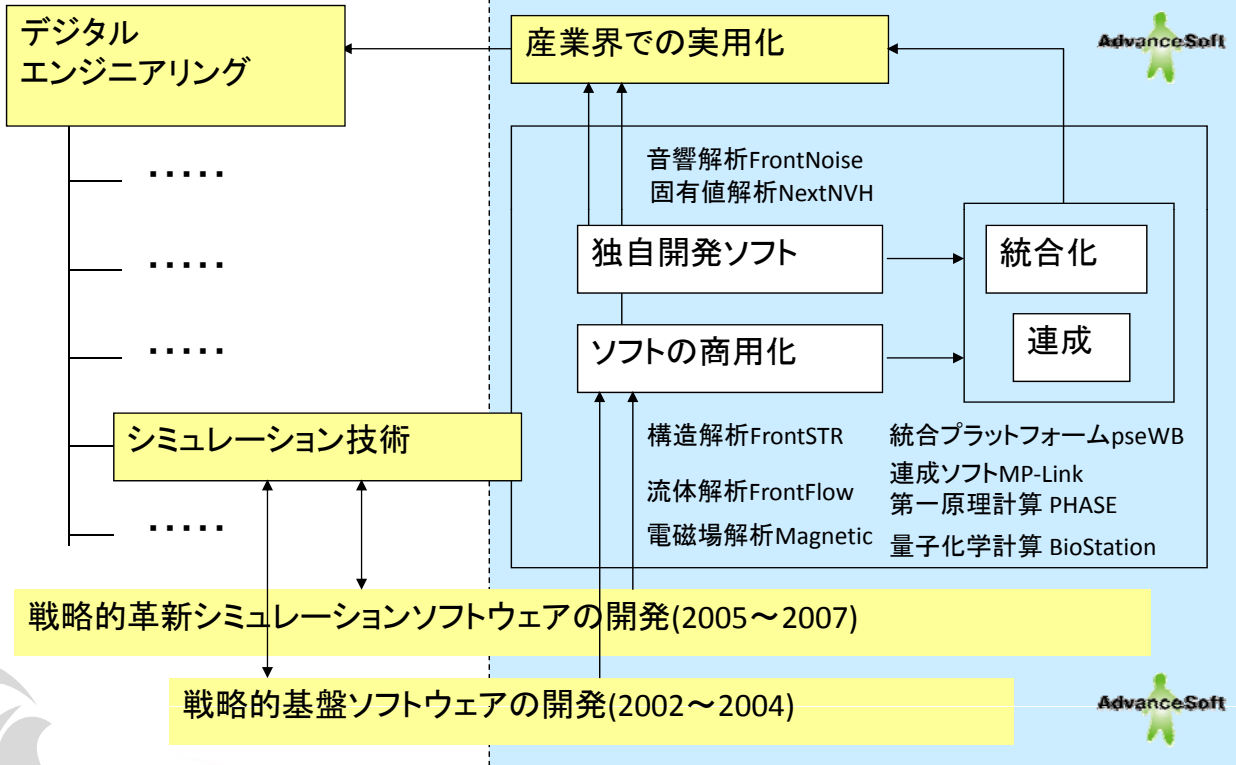 デジタル
エンジニアリング
産業界での実用化
AdvanceSoft
・・・・・
音響解析FrontNoise
固有値解析NextNVH
・・・・・
独自開発ソフト
統合化
・・・・・
ソフトの商用化
連成
シミュレーション技術
構造解析FrontSTR
流体解析FrontFlow
電磁場解析Magnetic
統合プラットフォームpseWB
連成ソフトMP-Link
第一原理計算 PHASE
量子化学計算 BioStation
・・・・・
戦略的革新シミュレーションソフトウェアの開発(2005～2007)
戦略的基盤ソフトウェアの開発(2002～2004)
AdvanceSoft